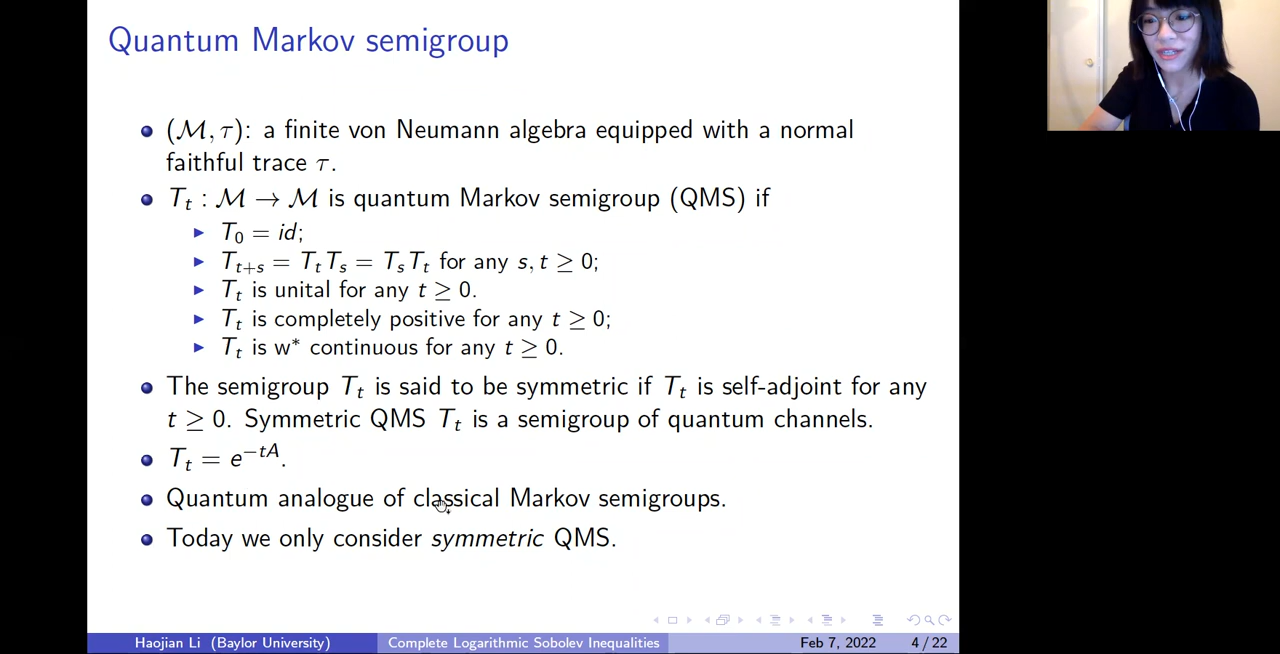 Quantum Markov semigroup
(M, τ): a finite von Neumann algebra equipped with a normal
faithful trace τ.
T_t : M → M is quantum Markov semigroup (QMS) if
T_0 = id;
T_{t+s} = T_t T_s = T_s T_t for any s, t ≥ 0;
T_t is unital for any t ≥ 0.
T_t is completely positive for any t ≥ 0;
T_t is w* continuous for any t ≥ 0.
The semigroup T_t is said to be symmetric if T_t is self-adjoint for any
t ≥ 0. Symmetric QMS T_t is a semigroup of quantum channels.
T_t = e^{-tA}.
Quantum analogue of classical Markov semigroups.
Today we only consider symmetric QMS.
Haojian Li (Baylor University) Complete Logarithmic Sobolev Inequalities Feb 7, 2022 4 / 22